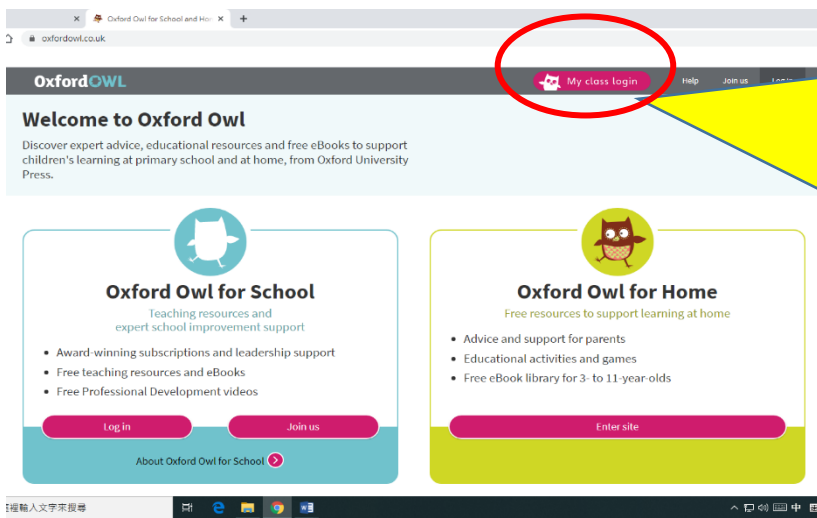 Oxford Owl for School and Ho
oxfordowl.co.uk
OxfordOWL
My class login
Help
Join us
Log in
Welcome to Oxford Owl
Discover expert advice, educational resources and free eBooks to support
children's learning at primary school and at home, from Oxford University
Press.
Oxford Owl for School
Teaching resources and
expert school improvement support
• Award-winning subscriptions and leadership support
• Free teaching resources and eBooks
• Free Professional Development videos
Log in
Join us
About Oxford Owl for School
Oxford Owl for Home
Free resources to support learning at home
• Advice and support for parents
• Educational activities and games
• Free eBook library for 3- to 11-year-olds
Enter site
裡輸入文字來搜尋
中